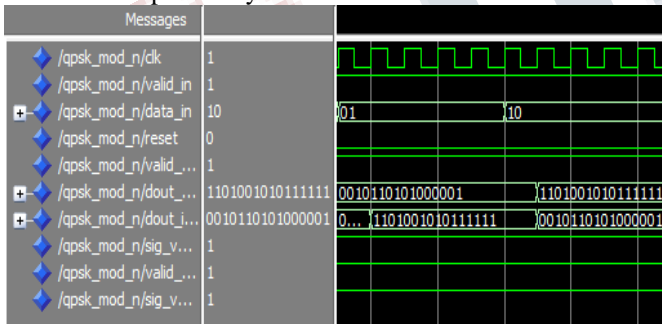 Messages
/qpsk_mod_n/clk 1
/qpsk_mod_n/valid_in 1
/qpsk_mod_n/data_in 10 01 10
/qpsk_mod_n/reset 0
/qpsk_mod_n/valid_... 1
/qpsk_mod_n/dout_... 1101001010111111 0010110101000001 1101001010111111
/qpsk_mod_n/dout_i... 0010110101000001 0... 1101001010111111 0010110101000001
/qpsk_mod_n/sig_v... 1
/qpsk_mod_n/valid_... 1
/qpsk_mod_n/sig_v... 1